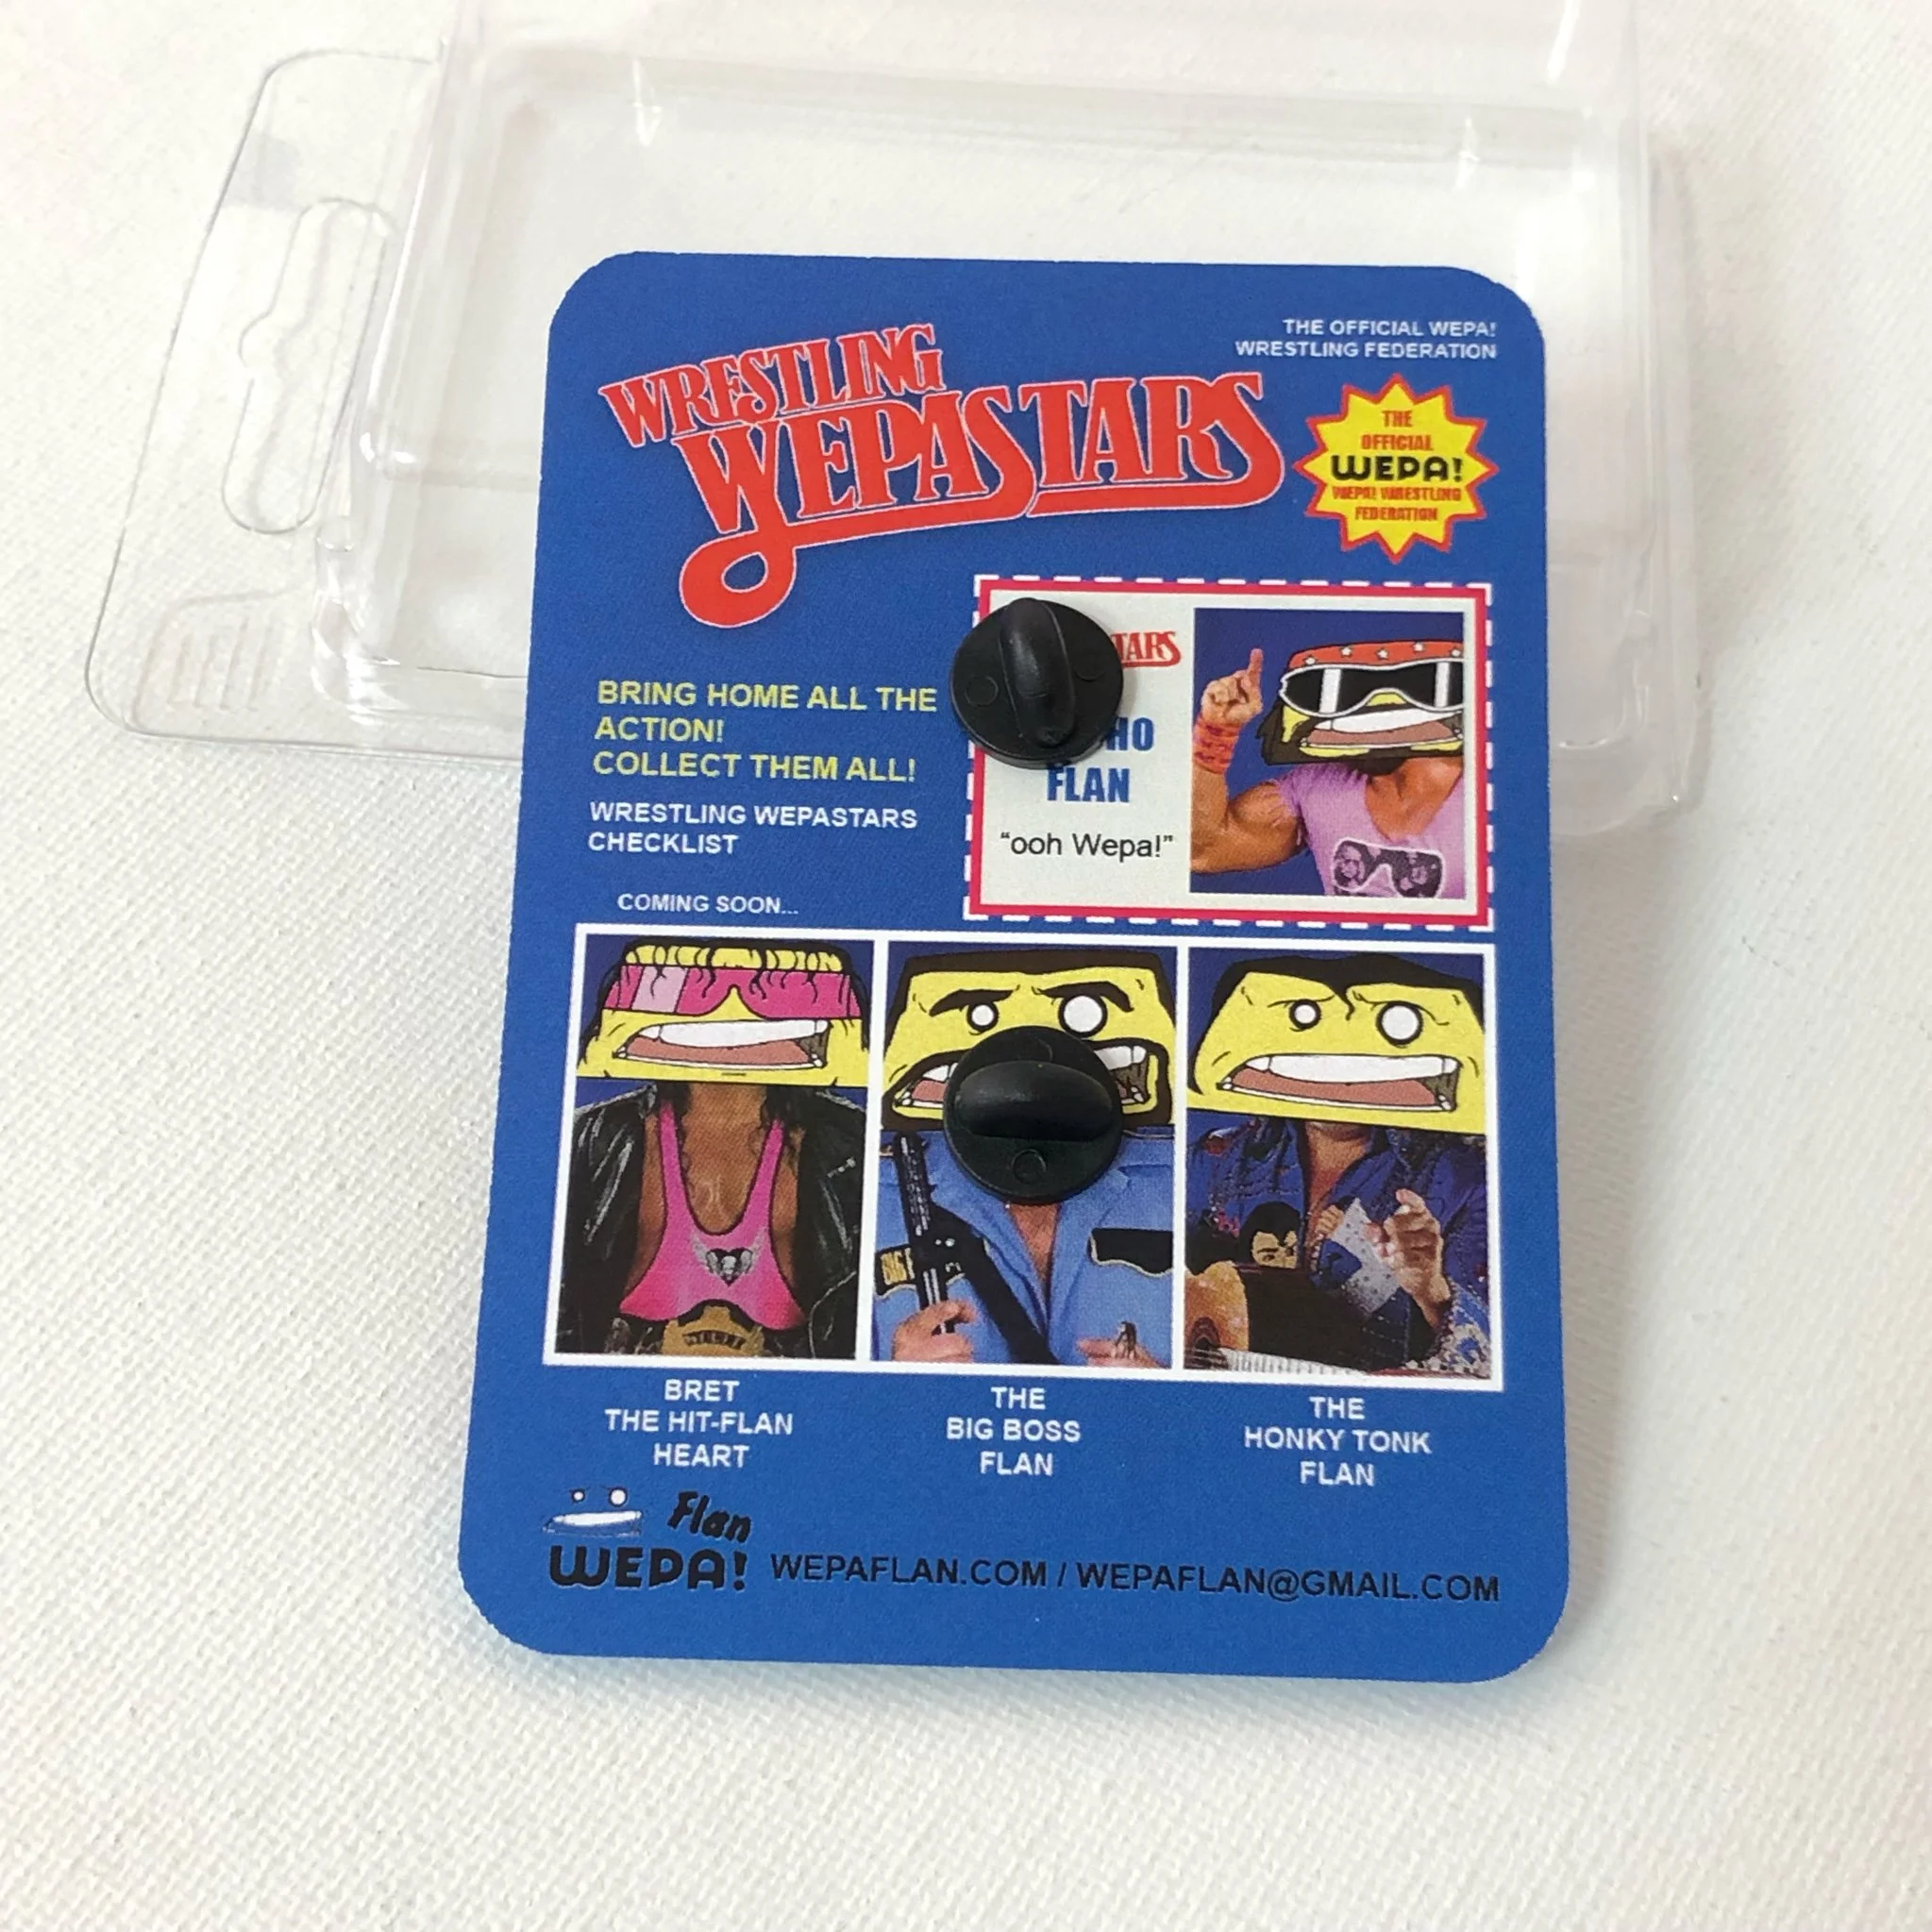 THE OFFICIAL WEPA!
WRESTLING FEDERATION
WRESTLING
WEPASTARS
THE
OFFICIAL
WEPA!
WEPA! WRESTLING
FEDERATION
BRING HOME ALL THE
ACTION!
COLLECT THEM ALL!
WRESTLING WEPASTARS
CHECKLIST
FLAN
“ooh Wepa!”
COMING SOON...
BIG
BRET
THE HIT-FLAN
HEART
THE
BIG BOSS
FLAN
THE
HONKY TONK
FLAN
Flan
WEPA!
WEPAFLAN.COM / WEPAFLAN@GMAIL.COM